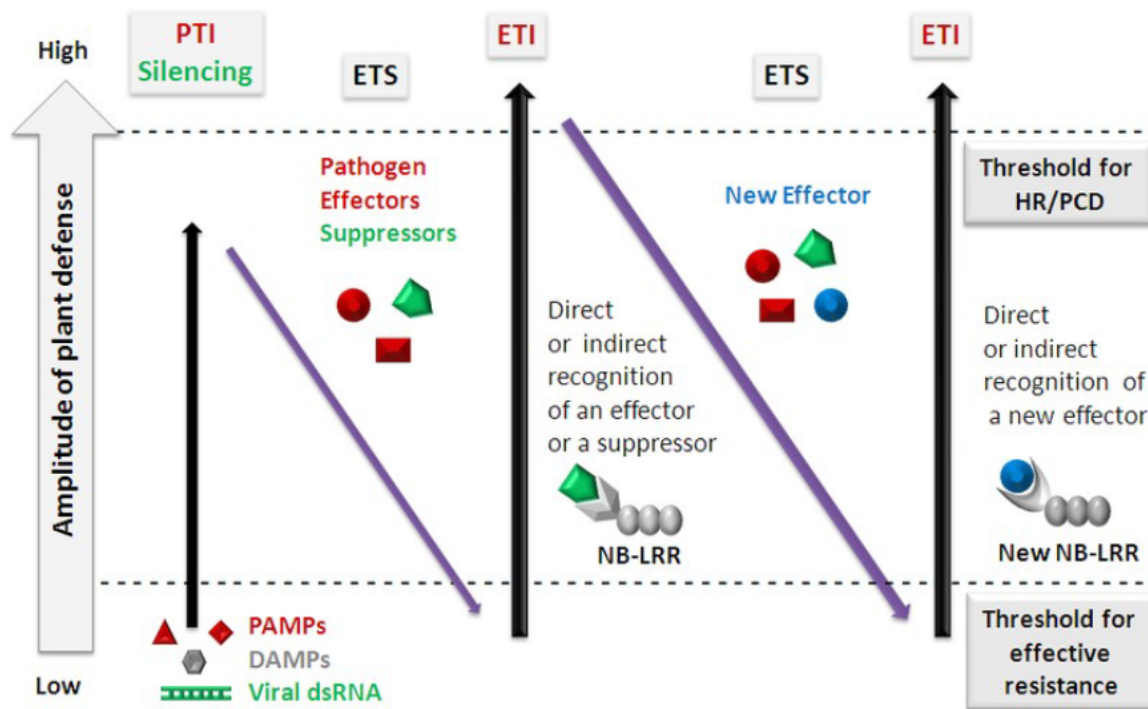 High
Amplitude of plant defense
Low
PTI
Silencing
ETS
ETI
ETS
ETI
Pathogen
Effectors
Suppressors
New Effector
Threshold for
HR/PCD
Direct
or indirect
recognition
of an effector
or a suppressor
NB-LRR
Direct
or indirect
recognition of
a new effector
New NB-LRR
PAMPs
DAMPs
Viral dsRNA
Threshold for
effective
resistance